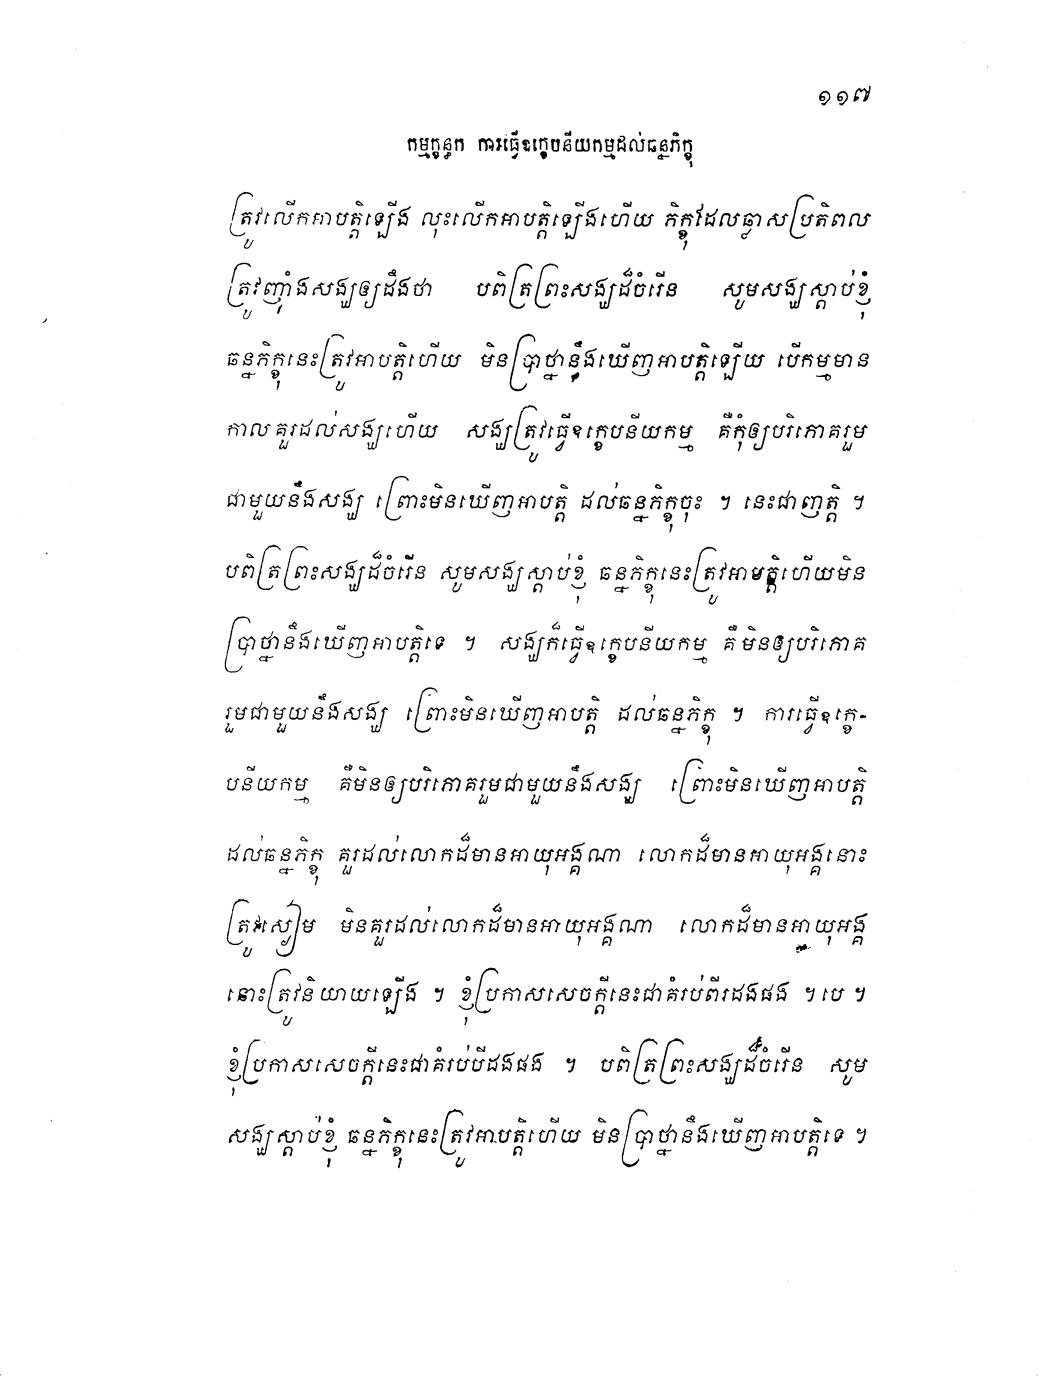 ១១៧
កម្មក្ខន្ធក ការធ្វើឧក្ខេបនីយកម្មដល់ឆន្នភិក្ខុ
ត្រូវលើកអាបត្តិឡើង លុះលើកអាបត្តិឡើងហើយ ភិក្ខុដែលឆ្លាសប្រតិពល
ត្រូវញ៉ាំងសង្ឃឲ្យដឹងថា បពិត្រព្រះសង្ឃដ៏ចំរើន សូមសង្ឃស្តាប់ខ្ញុំ
ឆន្នភិក្ខុនេះត្រូវអាបត្តិហើយ មិនប្រាថ្នានឹងឃើញអាបត្តិឡើយ បើកម្មមាន
កាលគួរដល់សង្ឃហើយ សង្ឃត្រូវធ្វើឧក្ខេបនីយកម្ម គឺកុំឲ្យបរិភោគរួម
ជាមួយនឹងសង្ឃ ព្រោះមិនឃើញអាបត្តិ ដល់ឆន្នភិក្ខុចុះ ។ នេះជាញត្តិ ។
បពិត្រព្រះសង្ឃដ៏ចំរើន សូមសង្ឃស្តាប់ខ្ញុំ ឆន្នភិក្ខុនេះត្រូវអាបត្តិហើយមិន
ប្រាថ្នានឹងឃើញអាបត្តិទេ ។ សង្ឃក៏ធ្វើឧក្ខេបនីយកម្ម គឺមិនឲ្យបរិភោគ
រួមជាមួយនឹងសង្ឃ ព្រោះមិនឃើញអាបត្តិ ដល់ឆន្នភិក្ខុ ។ ការធ្វើឧក្ខេ-
បនីយកម្ម គឺមិនឲ្យបរិភោគរួមជាមួយនឹងសង្ឃ ព្រោះមិនឃើញអាបត្តិ
ដល់ឆន្នភិក្ខុ គួរដល់លោកដ៏មានអាយុអង្គណា លោកដ៏មានអាយុអង្គនោះ
ត្រូវស្ងៀម មិនគួរដល់លោកដ៏មានអាយុអង្គណា លោកដ៏មានអាយុអង្គ
នោះត្រូវនិយាយឡើង ។ ខ្ញុំប្រកាសសេចក្តីនេះជាគំរប់ពីរដងផង ។ បេ ។
ខ្ញុំប្រកាសសេចក្តីនេះជាគំរប់បីដងផង ។ បពិត្រព្រះសង្ឃដ៏ចំរើន សូម
សង្ឃស្តាប់ខ្ញុំ ឆន្នភិក្ខុនេះត្រូវអាបត្តិហើយ មិនប្រាថ្នានឹងឃើញអាបត្តិទេ ។